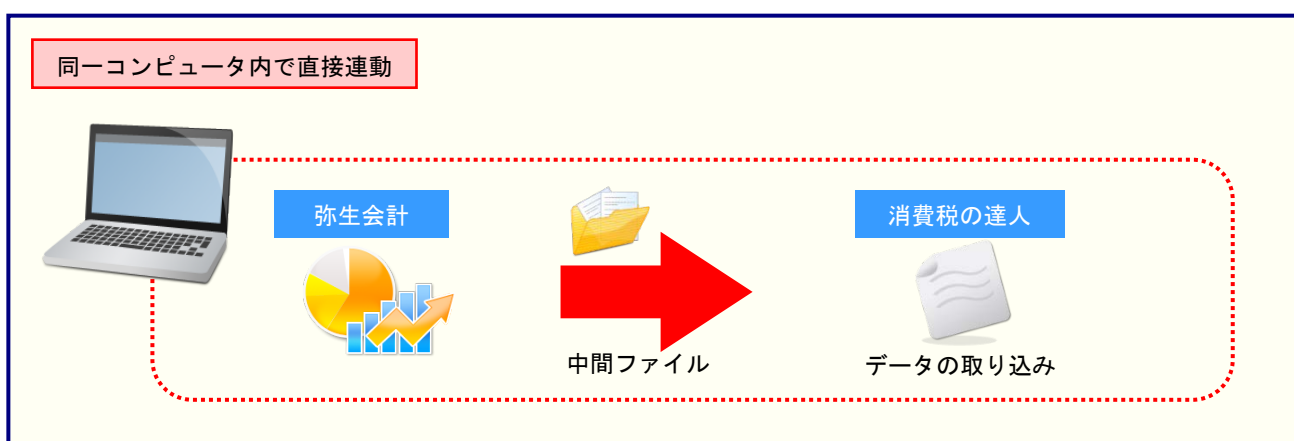 同一コンピュータ内で直接連動
弥生会計
消費税の達人
中間ファイル
データの取り込み